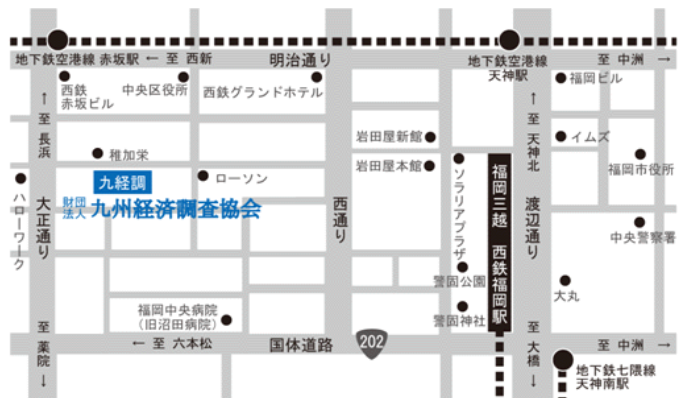 地下鉄空港線 赤坂駅 ← 至 西新
明治通り
地下鉄空港線
天神駅
至 中洲 →
西鉄
赤坂ビル
中央区役所
西鉄グランドホテル
福岡ビル
← 至 長浜
← 至 天神北
岩田屋新館
イムズ
稚加栄
岩田屋本館
福岡市役所
九経調
ローソン
財団
法人
九州経済調査協会
ハローワーク
大正通り
西通り
ソラリアプラザ
福岡三越 西鉄福岡駅
渡辺通り
中央警察署
警固公園
大丸
福岡中央病院
(旧沼田病院)
警固神社
至 薬院 →
← 至 六本松
国体道路
202
至 大橋 →
至 中洲 →
地下鉄七隈線
天神南駅